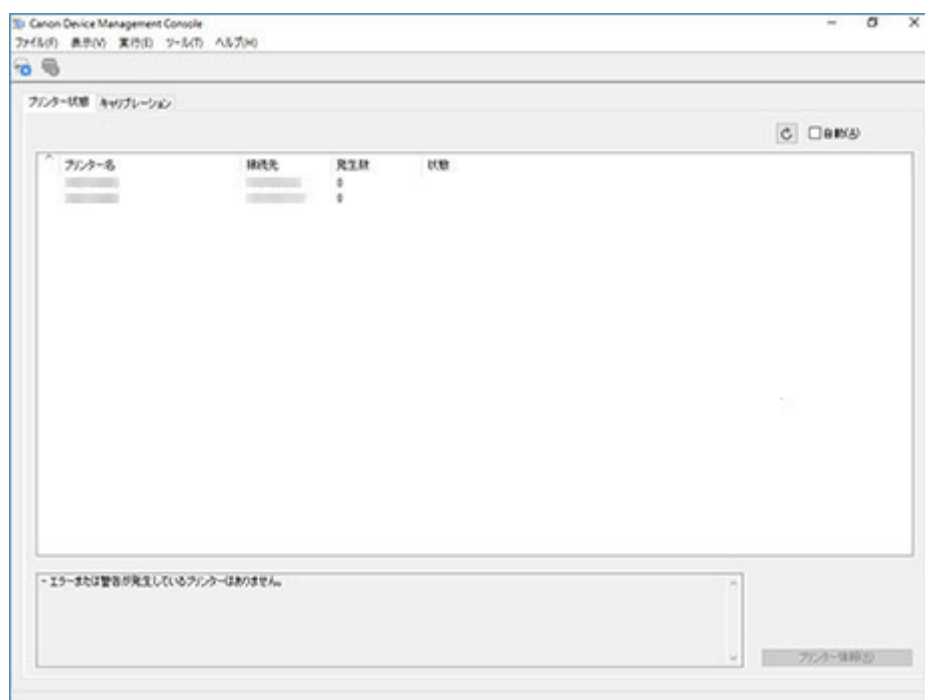 Canon Device Management Console
ファイル(F) 表示(V) 実行(E) ツール(T) ヘルプ(H)
プリンター状態 キャリブレーション
自動(A)
プリンター名 接続先 発生数 状態
0
0
- エラーまたは警告が発生しているプリンターはありません。
プリンター情報(S)